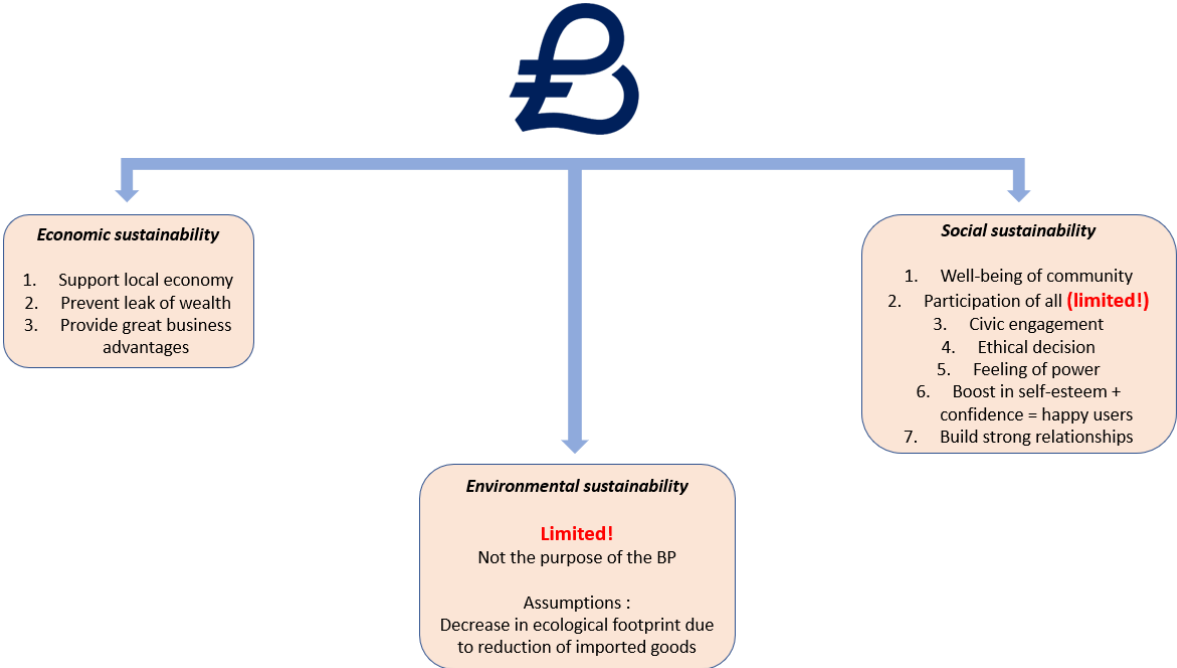 Economic sustainability
1. Support local economy
2. Prevent leak of wealth
3. Provide great business
advantages
Environmental sustainability
Limited!
Not the purpose of the BP
Assumptions :
Decrease in ecological footprint due
to reduction of imported goods
Social sustainability
1. Well-being of community
2. Participation of all (limited!)
3. Civic engagement
4. Ethical decision
5. Feeling of power
6. Boost in self-esteem +
confidence = happy users
7. Build strong relationships